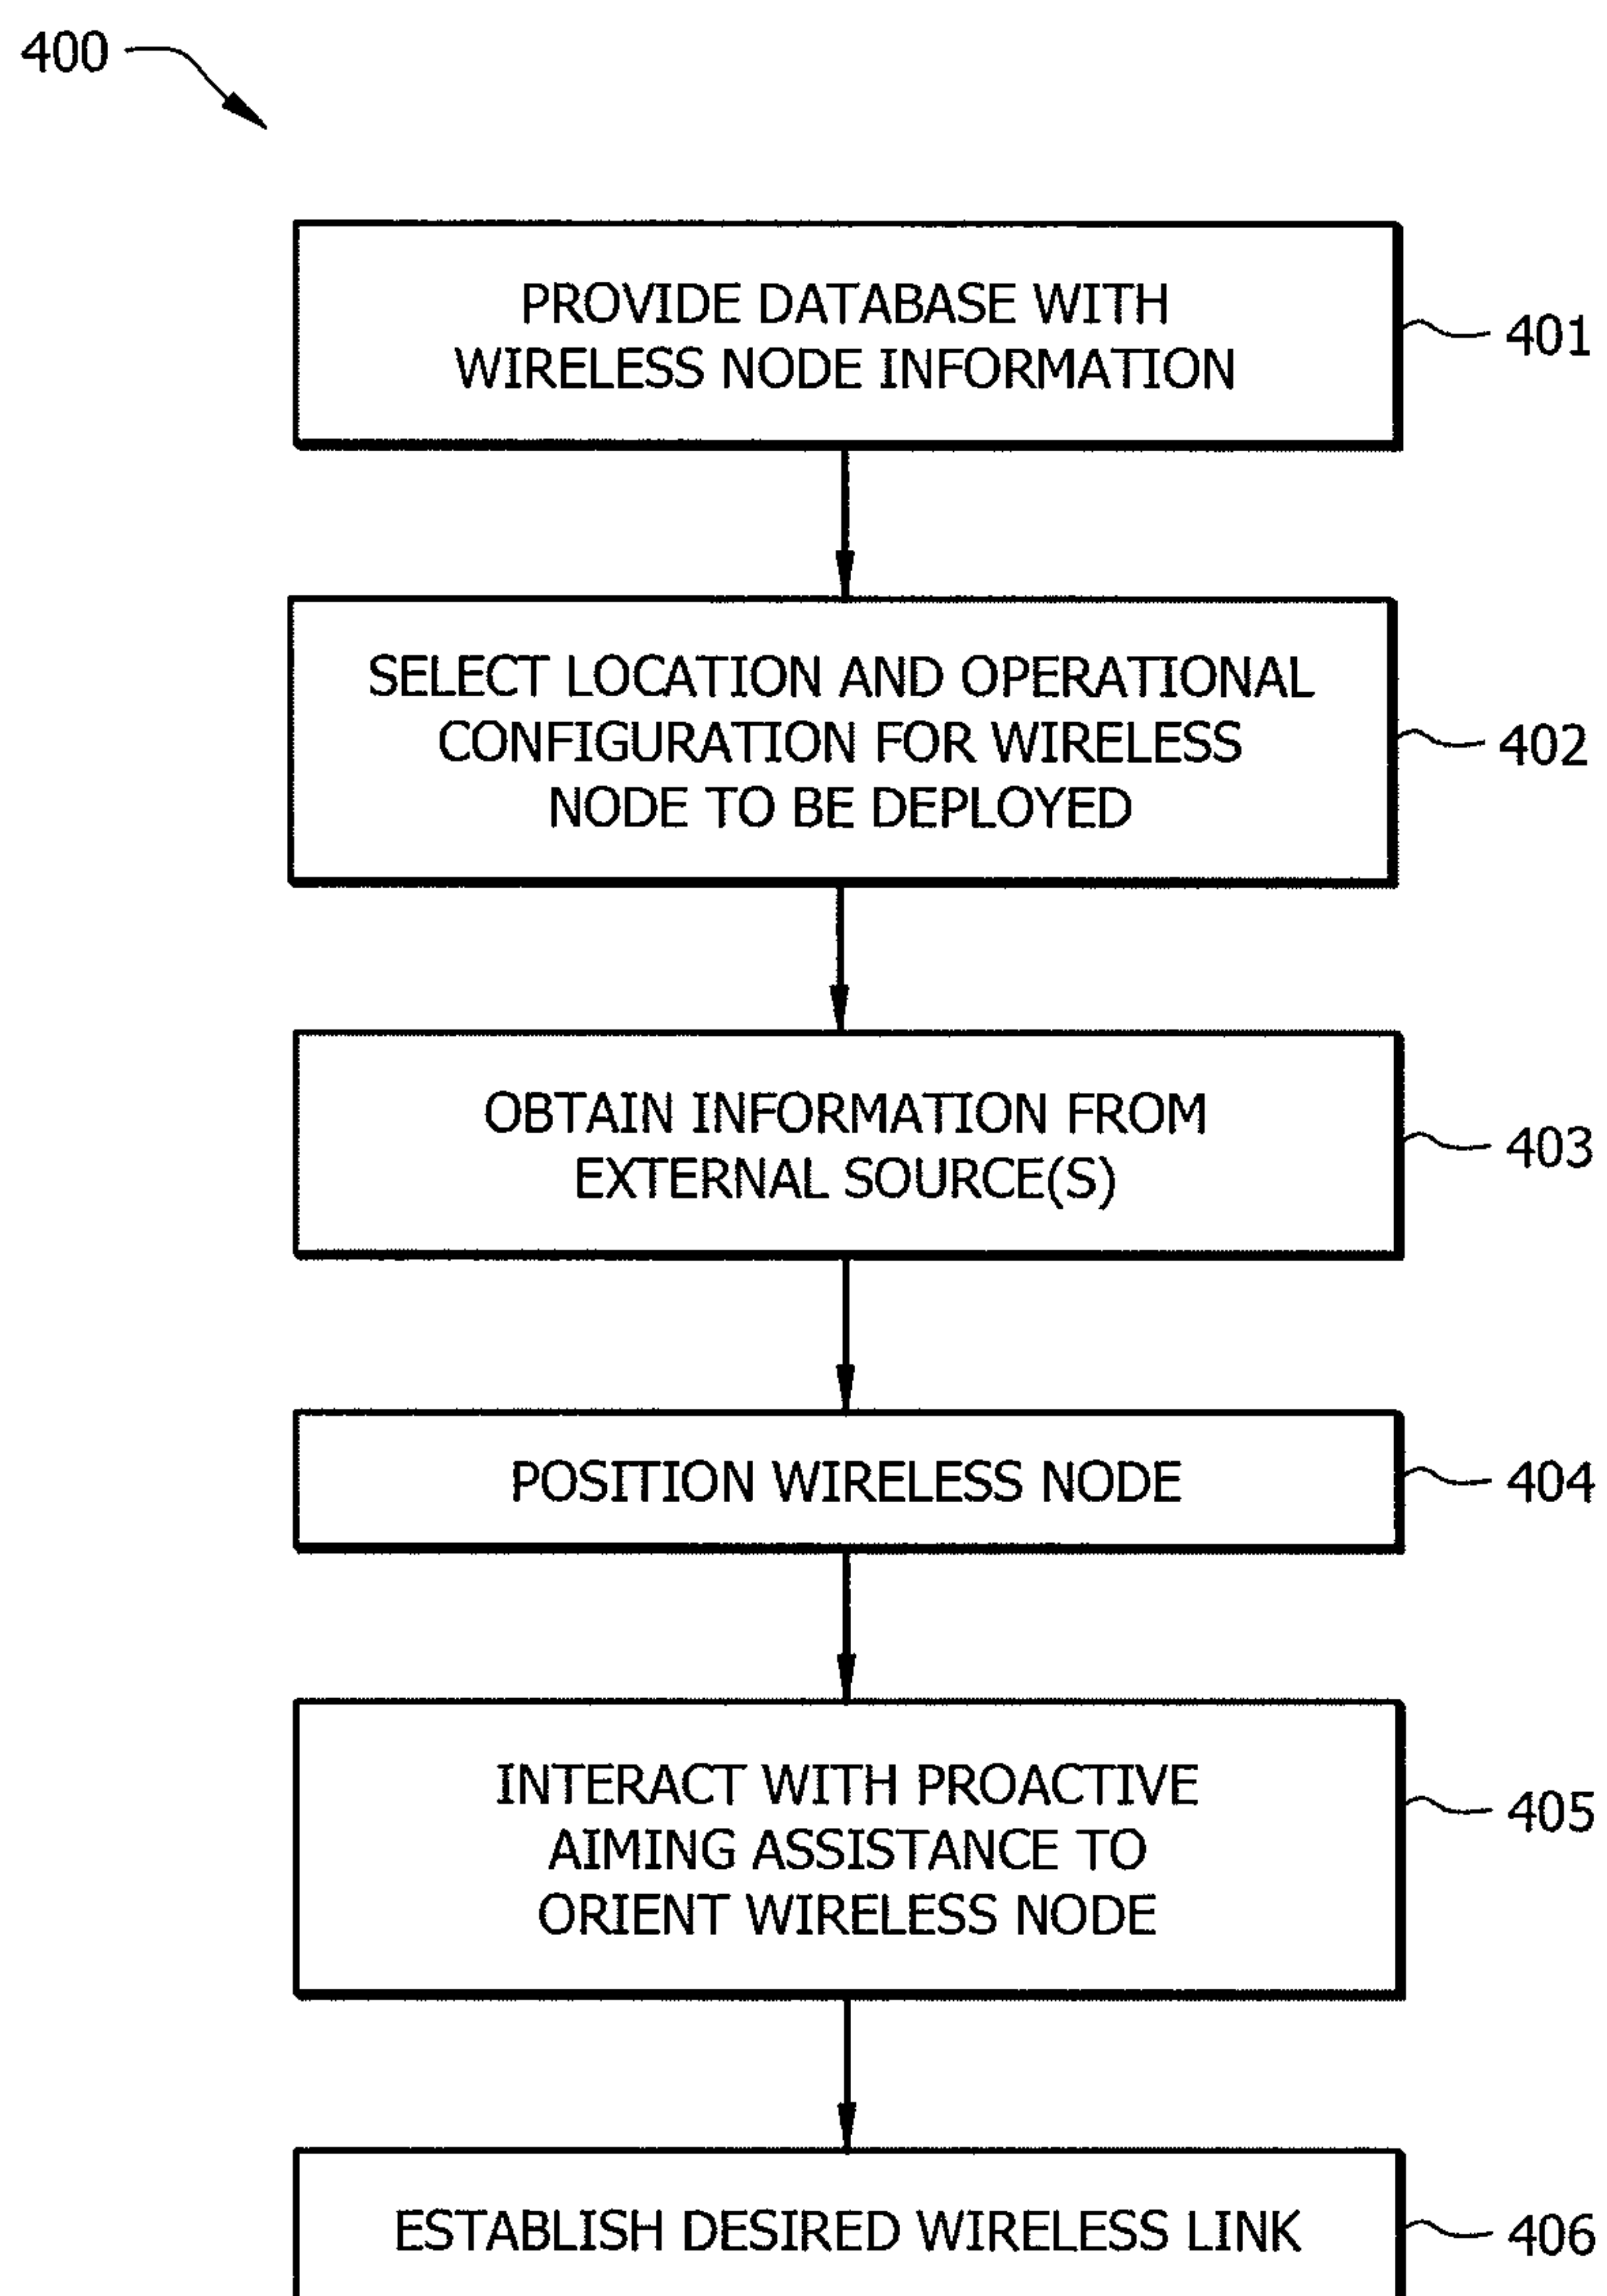 400
PROVIDE DATABASE WITH
WIRELESS NODE INFORMATION
401
SELECT LOCATION AND OPERATIONAL
CONFIGURATION FOR WIRELESS
NODE TO BE DEPLOYED
402
OBTAIN INFORMATION FROM
EXTERNAL SOURCE(S)
403
POSITION WIRELESS NODE
404
INTERACT WITH PROACTIVE
AIMING ASSISTANCE TO
ORIENT WIRELESS NODE
405
ESTABLISH DESIRED WIRELESS LINK
406